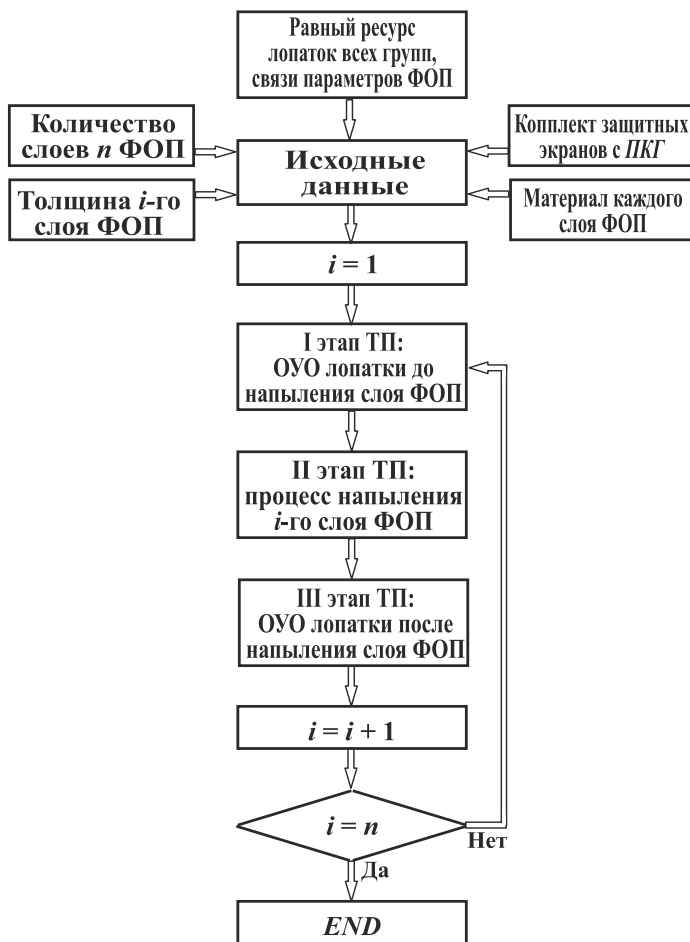 Равный ресурс
лопаток всех групп,
связи параметров ФОП
Количество
слоев n ФОП
Копплект защитных
экранов с ПКГ
Исходные
данные
Толщина i-го
слоя ФОП
Материал каждого
слоя ФОП
i = 1
I этап ТП:
ОУО лопатки до
напыления слоя ФОП
II этап ТП:
процесс напыления
i-го слоя ФОП
III этап ТП:
ОУО лопатки после
напыления слоя ФОП
i = i + 1
i = n
Нет
Да
END